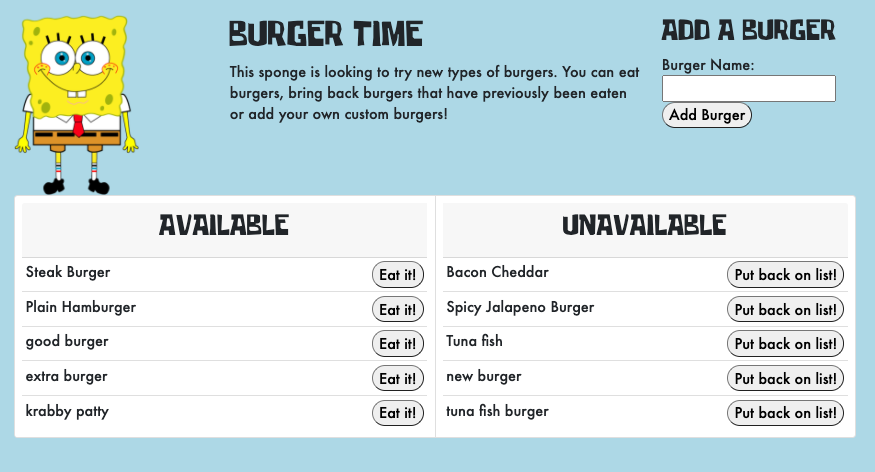 BURGER TIME
This sponge is looking to try new types of burgers. You can eat
burgers, bring back burgers that have previously been eaten
or add your own custom burgers!
ADD A BURGER
Burger Name:
Add Burger
AVAILABLE
Steak Burger Eat it!
Plain Hamburger Eat it!
good burger Eat it!
extra burger Eat it!
krabby patty Eat it!
UNAVAILABLE
Bacon Cheddar Put back on list!
Spicy Jalapeno Burger Put back on list!
Tuna fish Put back on list!
new burger Put back on list!
tuna fish burger Put back on list!